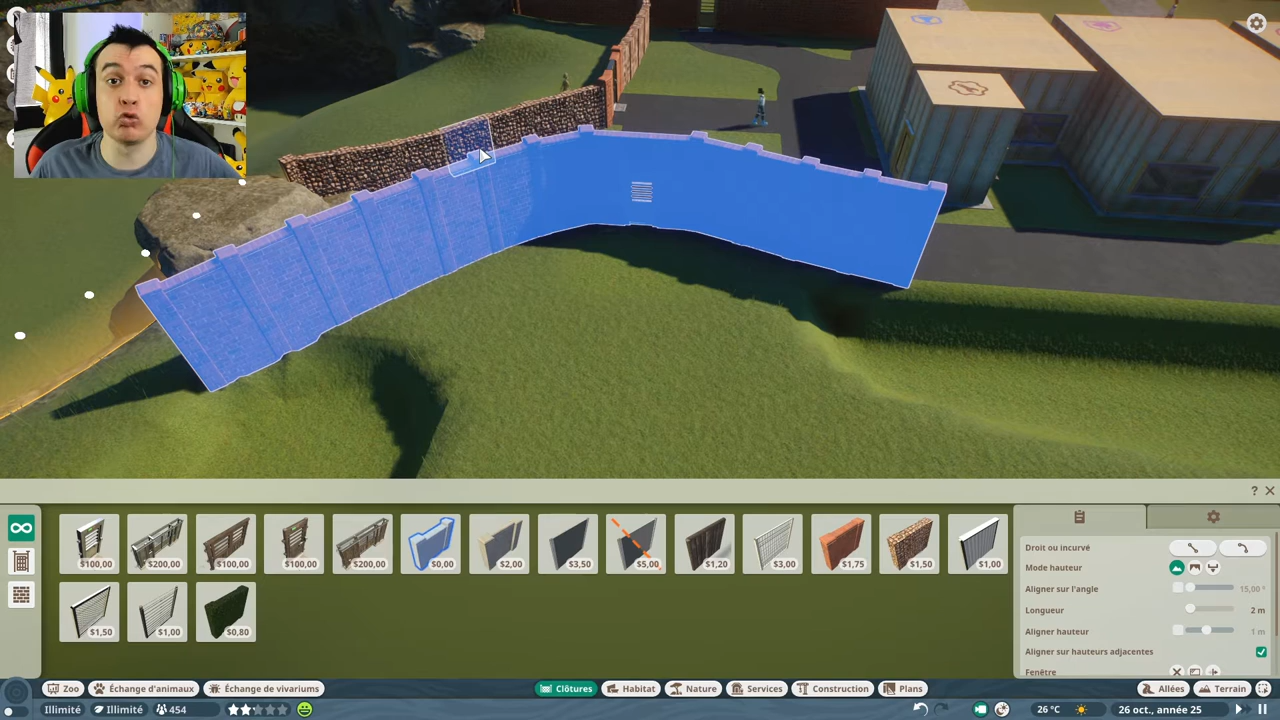 ?
$100,00
$200,00
$100,00
$100,00
$200,00
$0,00
$2,00
$3,50
$5,00
$1,20
$3,00
$1,75
$1,50
$1,00
$1,50
$1,00
$0,80
Droit ou incurvé
Mode hauteur
Aligner sur l'angle
15,00 °
Longueur
2 m
Aligner hauteur
1 m
Aligner sur hauteurs adjacentes
Fenêtre
Zoo
Échange d'animaux
Échange de vivariums
Clôtures
Habitat
Nature
Services
Construction
Plans
Allées
Terrain
Illimité
Illimité
454
26 °C
26 oct., année 25